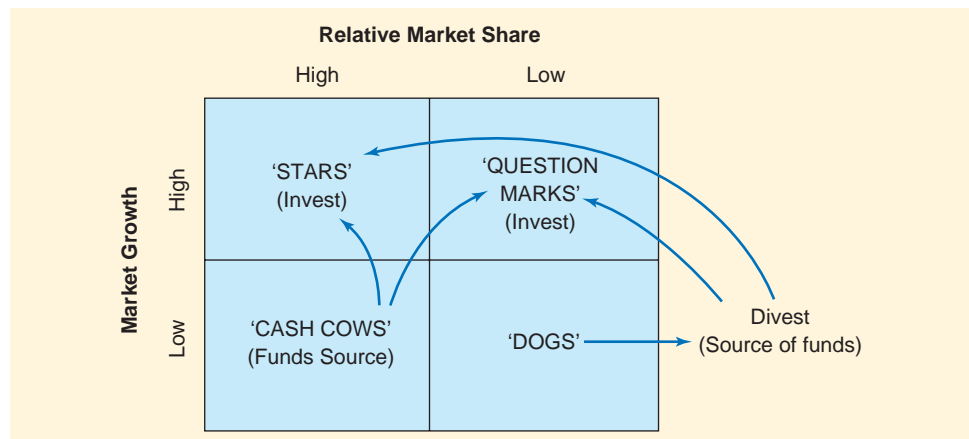 Relative Market Share
High
Low
Market Growth
High
‘STARS’
(Invest)
‘QUESTION
MARKS’
(Invest)
Low
‘CASH COWS’
(Funds Source)
‘DOGS’
Divest
(Source of funds)